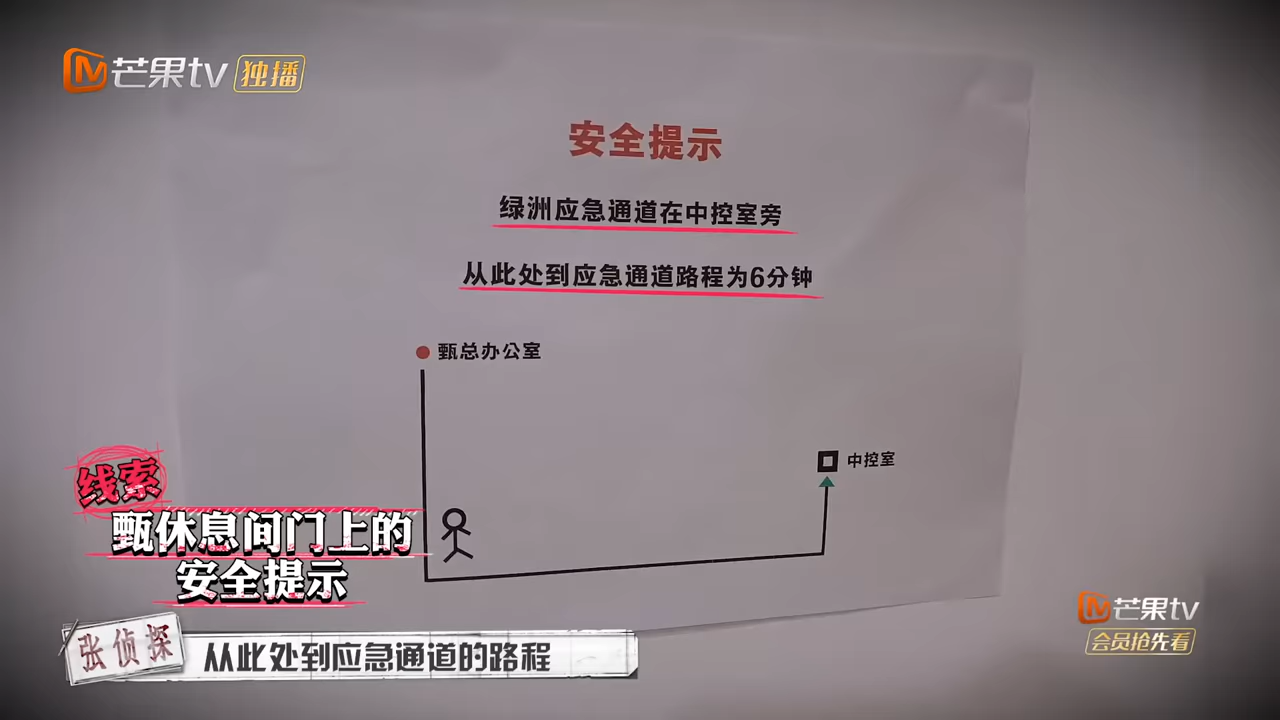 芒果tv 独播
安全提示
绿洲应急通道在中控室旁
从此处到应急通道路程为6分钟
甄总办公室
中控室
线索
甄休息间门上的
安全提示
芒果tv
会员抢先看
张侦探
从此处到应急通道的路程